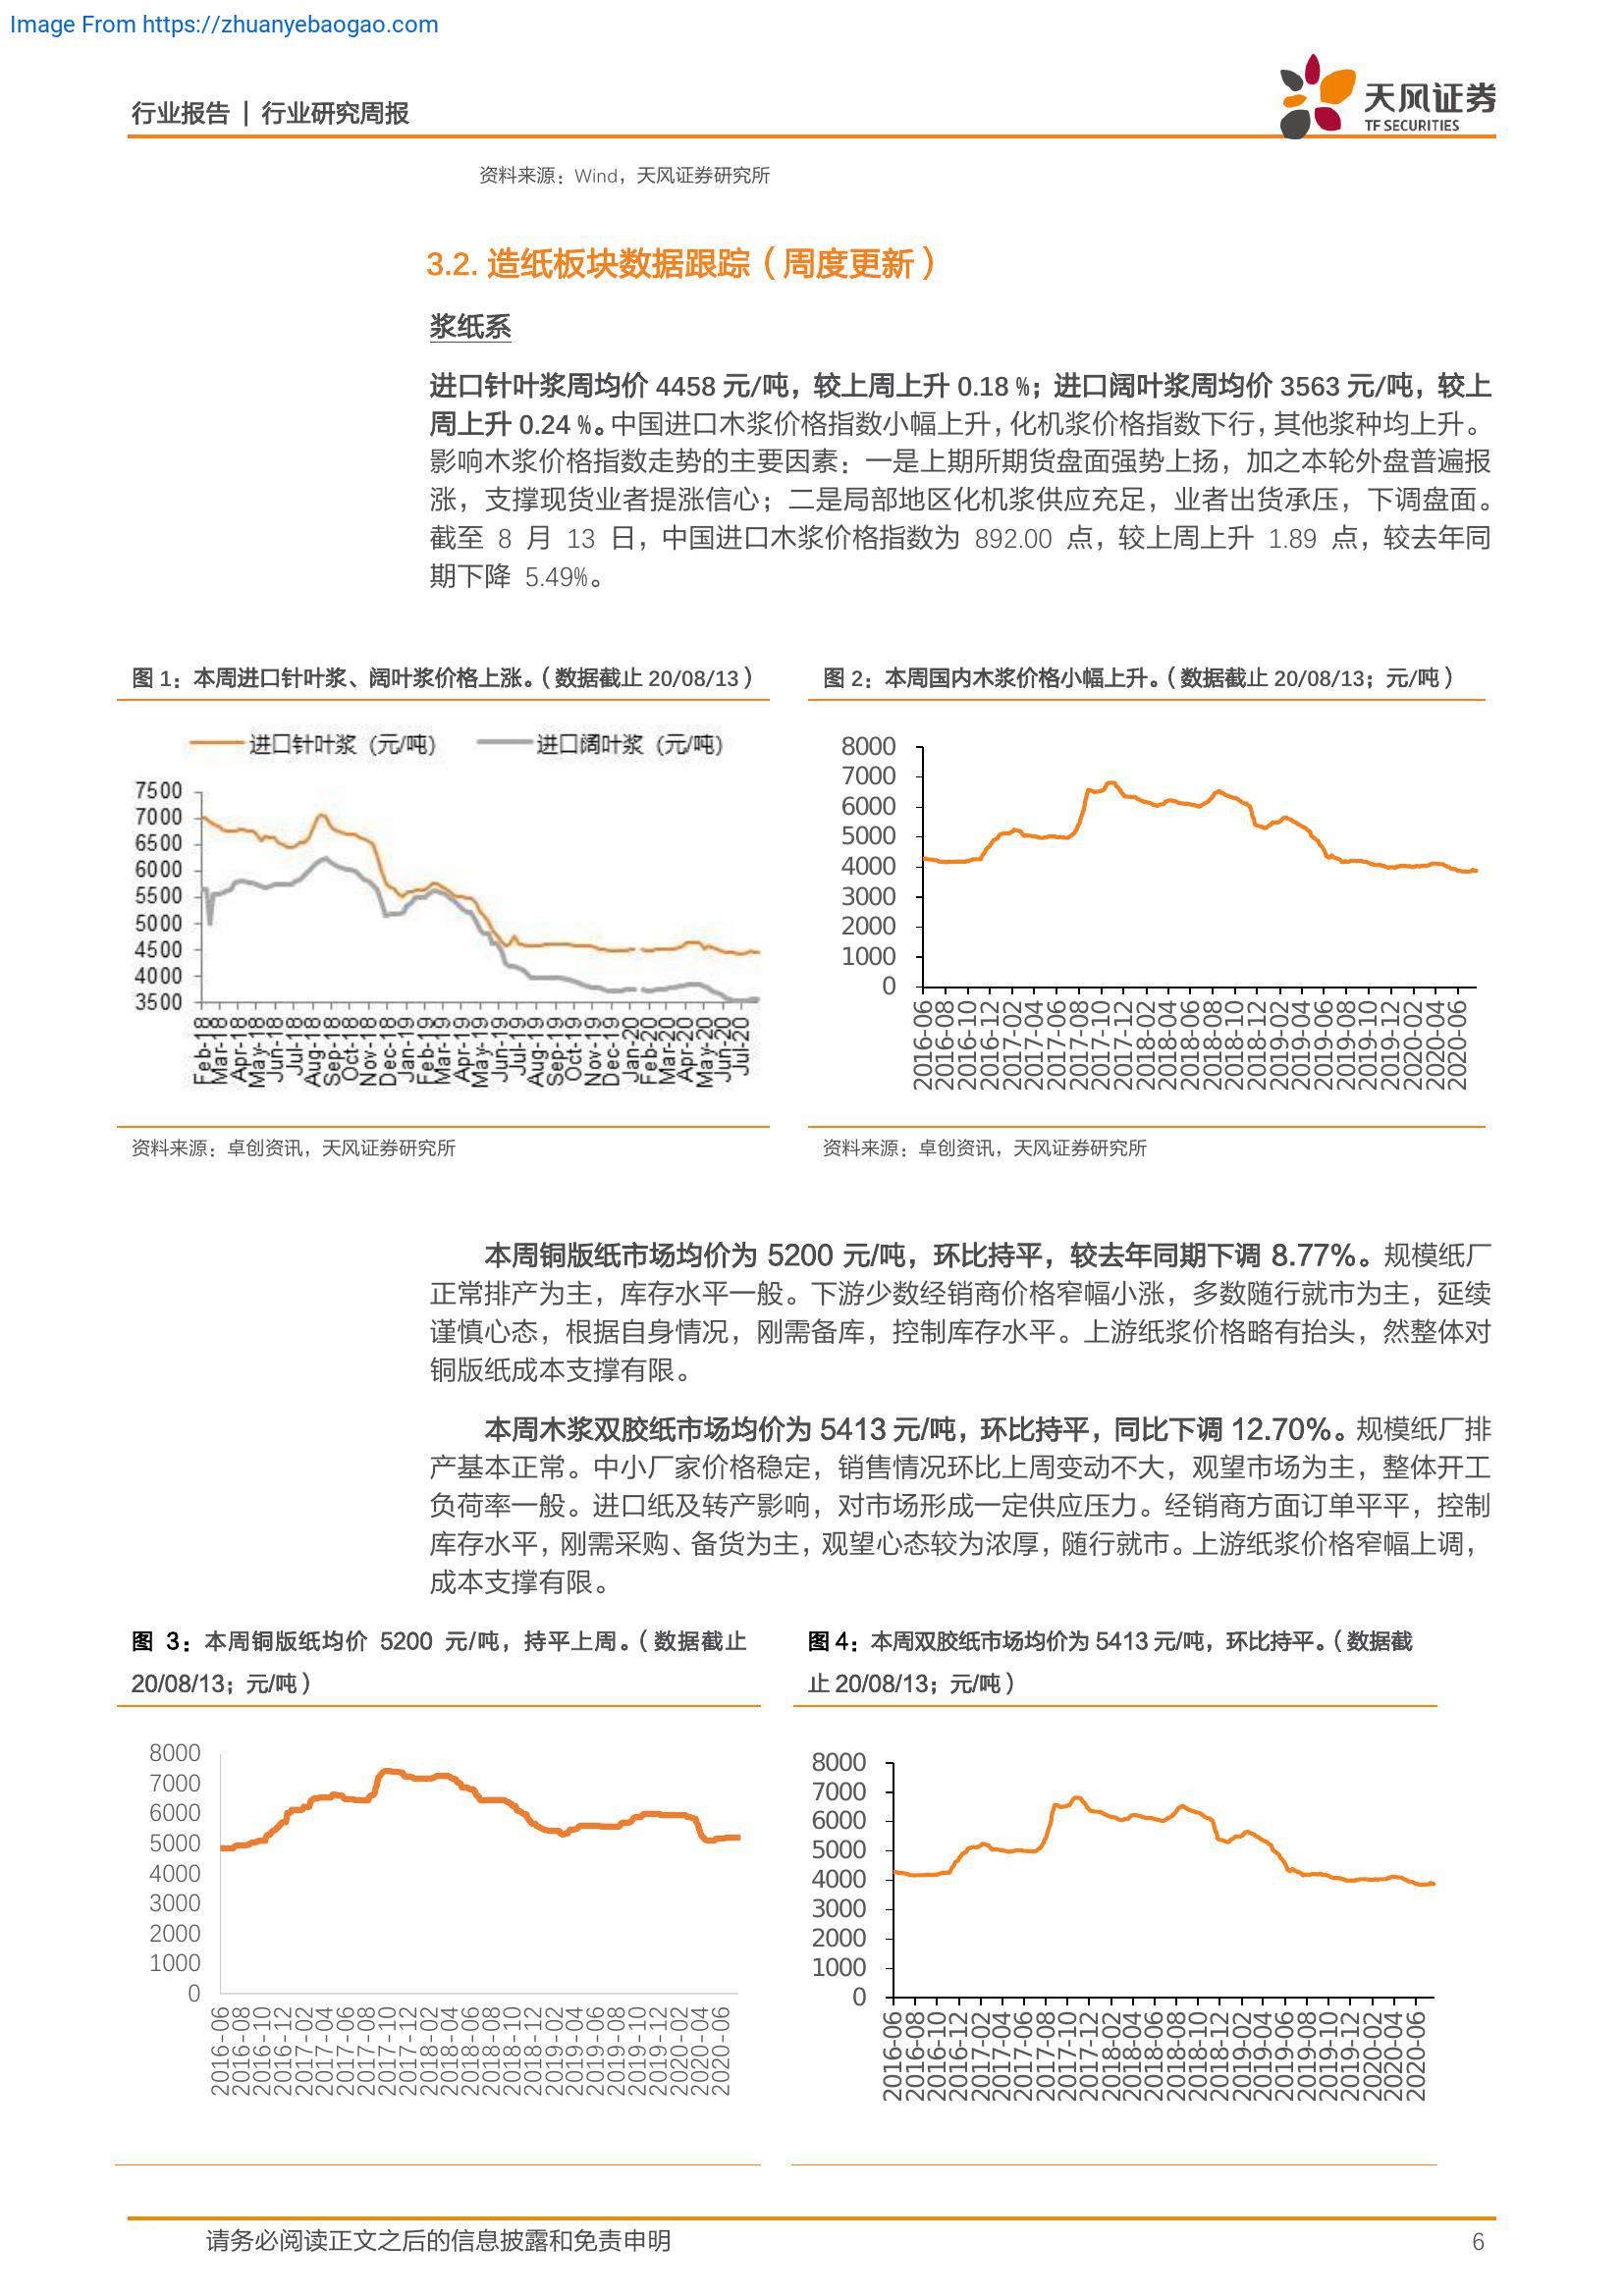 Image From https://zhuanyebaogao.com
行业报告 | 行业研究周报
天风证券
TF SECURITIES
资料来源：Wind，天风证券研究所
3.2. 造纸板块数据跟踪（周度更新）
浆纸系
进口针叶浆周均价 4458 元/吨，较上周上升 0.18 %；进口阔叶浆周均价 3563 元/吨，较上
周上升 0.24 %。中国进口木浆价格指数小幅上升，化机浆价格指数下行，其他浆种均上升。
影响木浆价格指数走势的主要因素：一是上期所期货盘面强势上扬，加之本轮外盘普遍报
涨，支撑现货业者提涨信心；二是局部地区化机浆供应充足，业者出货承压，下调盘面。
截至 8 月 13 日，中国进口木浆价格指数为 892.00 点，较上周上升 1.89 点，较去年同
期下降 5.49%。
图 1：本周进口针叶浆、阔叶浆价格上涨。（数据截止 20/08/13）
进口针叶浆（元/吨） 进口阔叶浆（元/吨）
7500
7000
6500
6000
5500
5000
4500
4000
3500
Feb-18 Mar-18 Apr-18 May-18 Jun-18 Jul-18 Aug-18 Sep-18 Oct-18 Nov-18 Dec-18 Jan-19 Feb-19 Mar-19 Apr-19 May-19 Jun-19 Jul-19 Aug-19 Sep-19 Oct-19 Nov-19 Dec-19 Jan-20 Feb-20 Mar-20 Apr-20 May-20 Jun-20 Jul-20
资料来源：卓创资讯，天风证券研究所
图 2：本周国内木浆价格小幅上升。（数据截止 20/08/13；元/吨）
8000
7000
6000
5000
4000
3000
2000
1000
0
2016-06 2016-08 2016-10 2016-12 2017-02 2017-04 2017-06 2017-08 2017-10 2017-12 2018-02 2018-04 2018-06 2018-08 2018-10 2018-12 2019-02 2019-04 2019-06 2019-08 2019-10 2019-12 2020-02 2020-04 2020-06
资料来源：卓创资讯，天风证券研究所
本周铜版纸市场均价为 5200 元/吨，环比持平，较去年同期下调 8.77%。规模纸厂
正常排产为主，库存水平一般。下游少数经销商价格窄幅小涨，多数随行就市为主，延续
谨慎心态，根据自身情况，刚需备库，控制库存水平。上游纸浆价格略有抬头，然整体对
铜版纸成本支撑有限。
本周木浆双胶纸市场均价为 5413 元/吨，环比持平，同比下调 12.70%。规模纸厂排
产基本正常。中小厂家价格稳定，销售情况环比上周变动不大，观望市场为主，整体开工
负荷率一般。进口纸及转产影响，对市场形成一定供应压力。经销商方面订单平平，控制
库存水平，刚需采购、备货为主，观望心态较为浓厚，随行就市。上游纸浆价格窄幅上调，
成本支撑有限。
图 3：本周铜版纸均价 5200 元/吨，持平上周。（数据截止
20/08/13；元/吨）
8000
7000
6000
5000
4000
3000
2000
1000
0
2016-06 2016-08 2016-10 2016-12 2017-02 2017-04 2017-06 2017-08 2017-10 2017-12 2018-02 2018-04 2018-06 2018-08 2018-10 2018-12 2019-02 2019-04 2019-06 2019-08 2019-10 2019-12 2020-02 2020-04 2020-06
图 4：本周双胶纸市场均价为 5413 元/吨，环比持平。（数据截
止 20/08/13；元/吨）
8000
7000
6000
5000
4000
3000
2000
1000
0
2016-06 2016-08 2016-10 2016-12 2017-02 2017-04 2017-06 2017-08 2017-10 2017-12 2018-02 2018-04 2018-06 2018-08 2018-10 2018-12 2019-02 2019-04 2019-06 2019-08 2019-10 2019-12 2020-02 2020-04 2020-06
请务必阅读正文之后的信息披露和免责申明
6